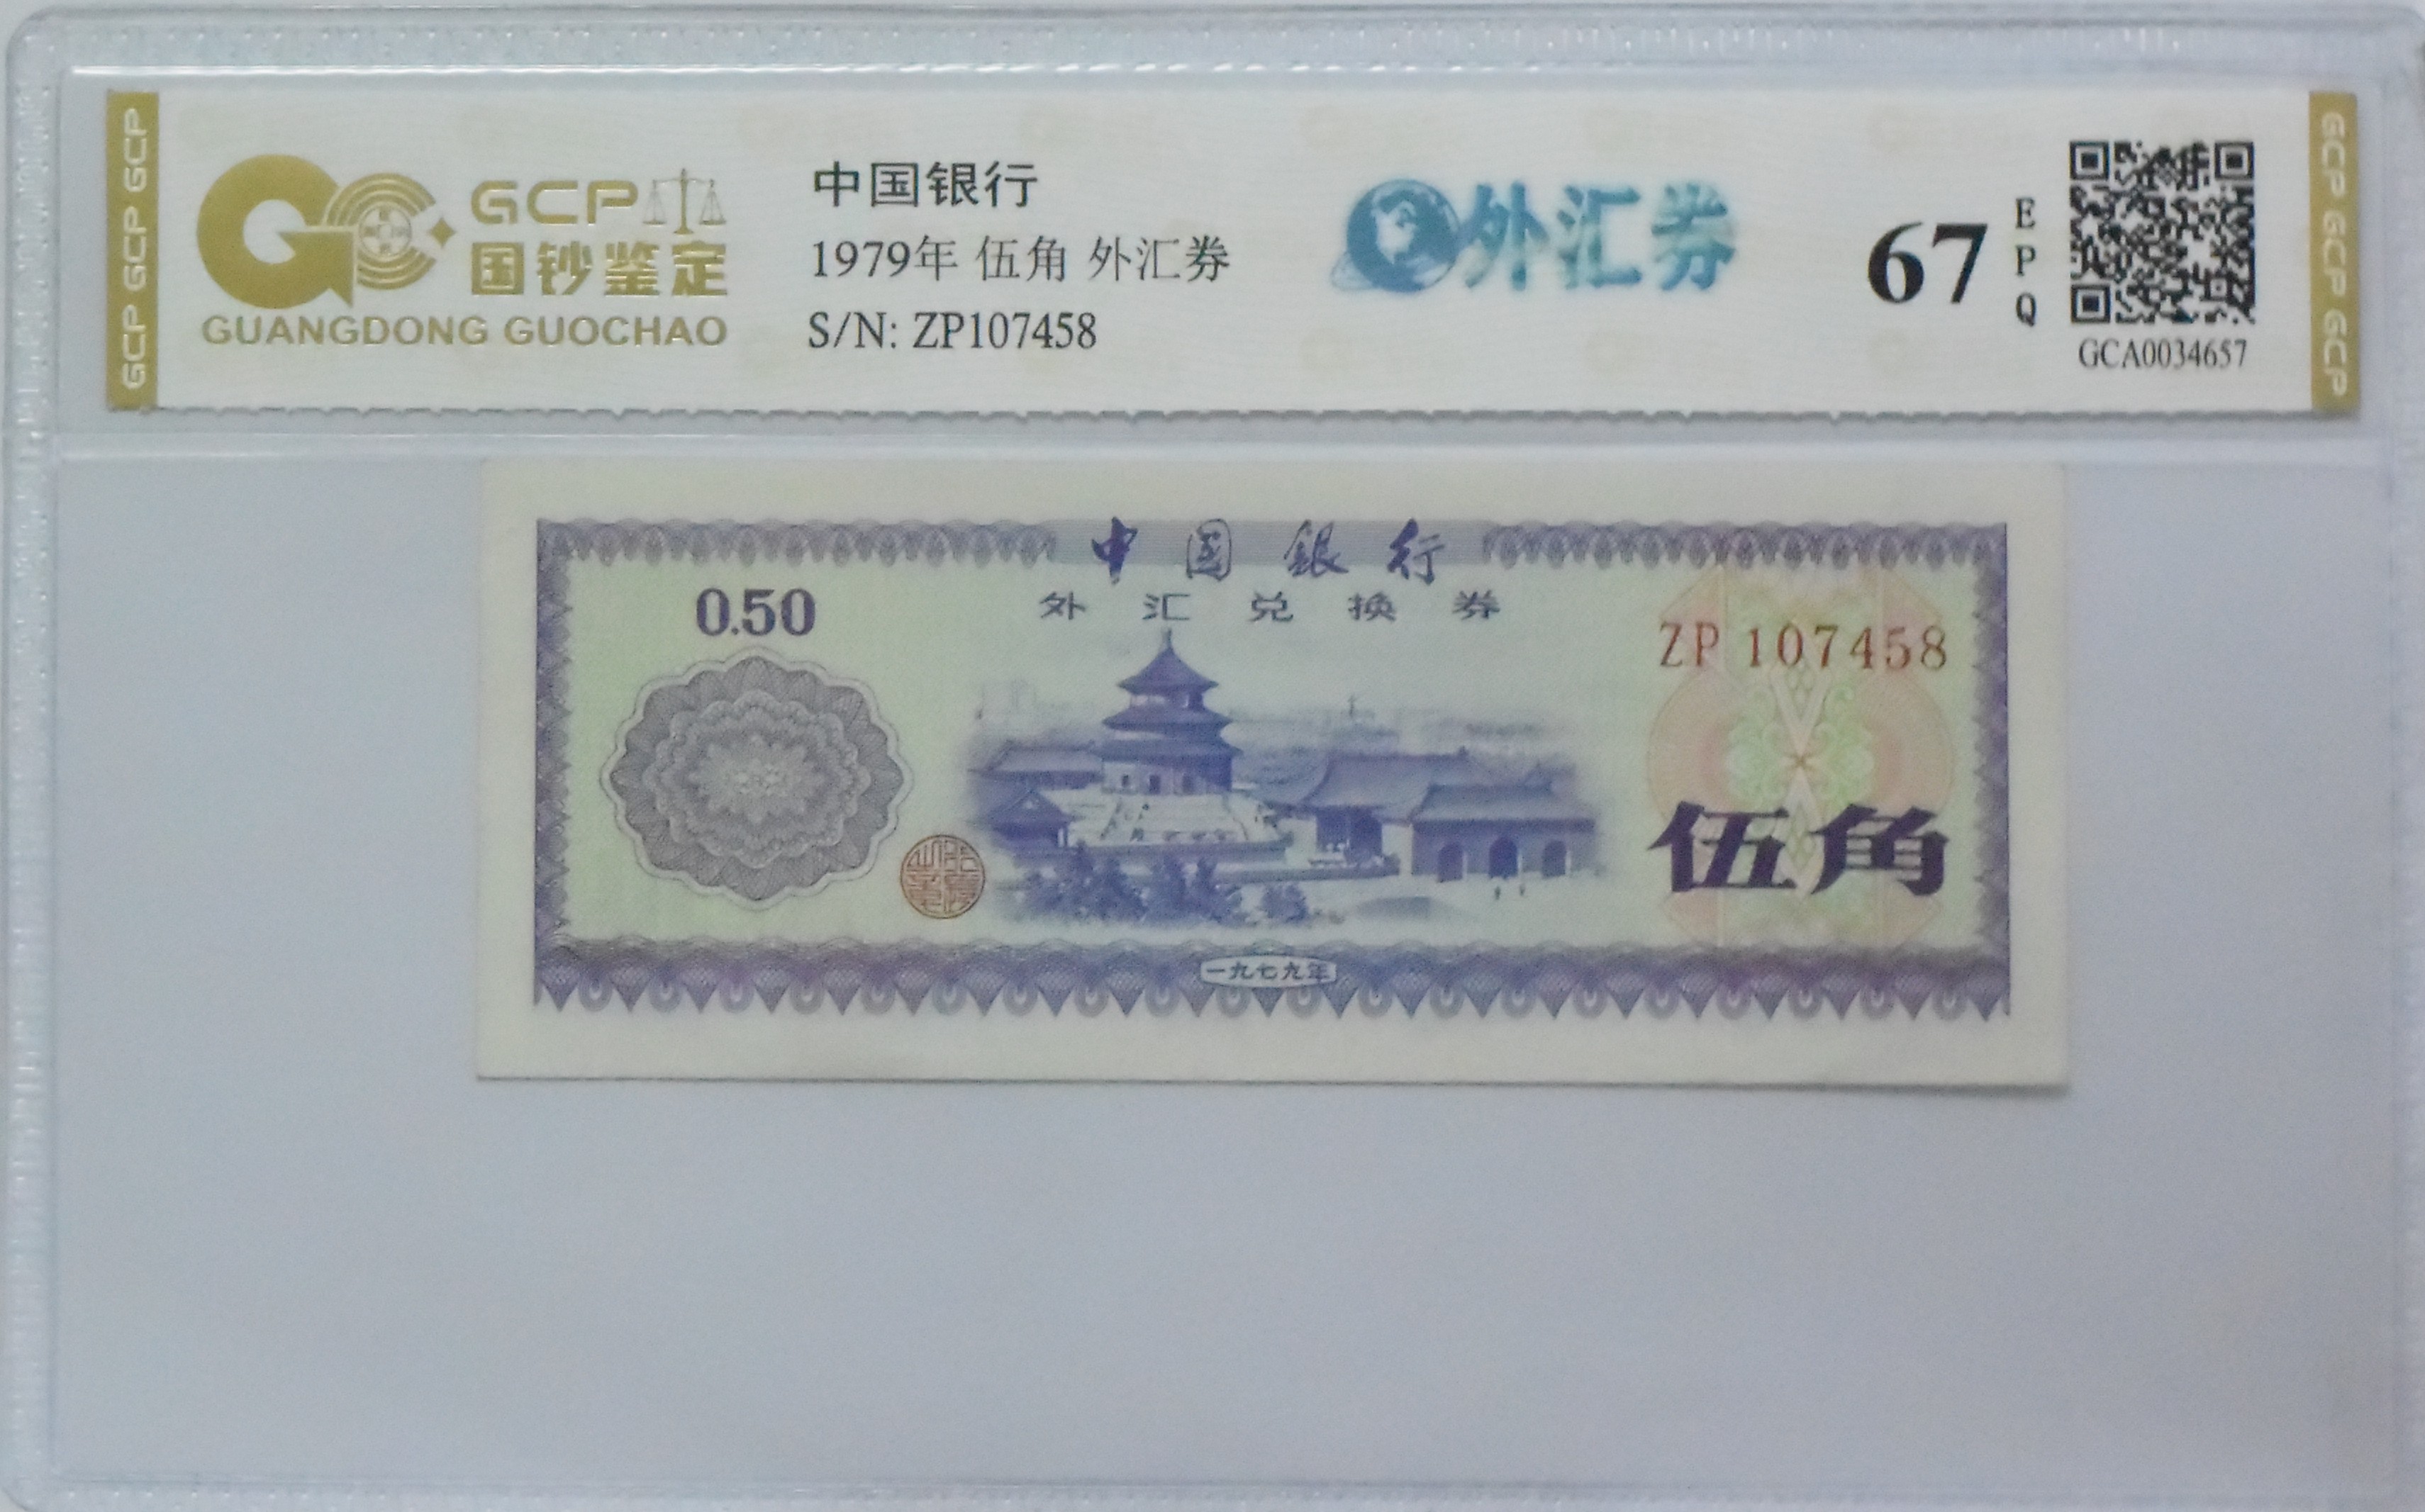 GCP GCP GCP
GCP
国钞鉴定
GUANGDONG GUOCHAO
中国银行
1979年 伍角 外汇券
S/N: ZP107458
外汇券
67
EPQ
GCA0034657
GCP GCP GCP
中国銀行
外汇兑换券
0.50
ZP 107458
伍角
一九七九年